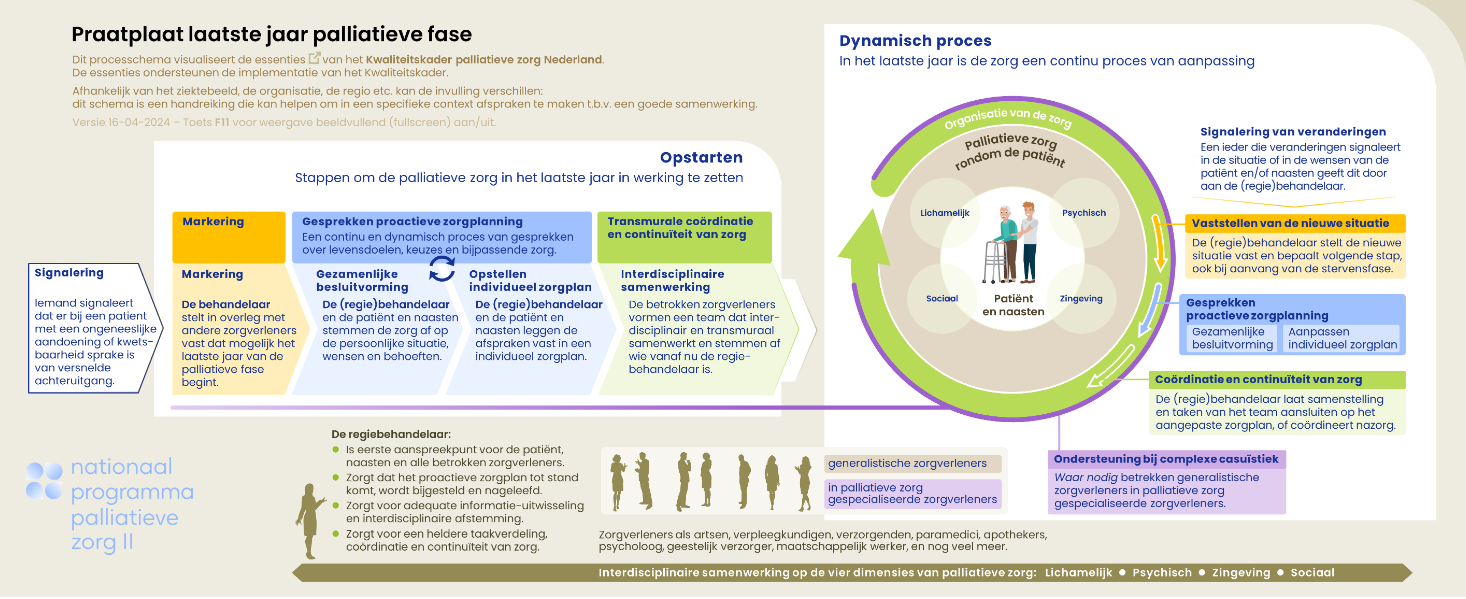 Praatplaat laatste jaar palliatieve fase
Dit processchema visualiseert de essenties van het Kwaliteitskader palliatieve zorg Nederland.
De essenties ondersteunen de implementatie van het Kwaliteitskader.
Afhankelijk van het ziektebeeld, de organisatie, de regio etc. kan de invulling verschillen:
dit schema is een handreiking die kan helpen om in een specifieke context afspraken te maken t.b.v. een goede samenwerking.
Versie 16-04-2024 – Toets F11 voor weergave beeldvullend (fullscreen) aan/uit.
Opstarten
Stappen om de palliatieve zorg in het laatste jaar in werking te zetten
Signalering
Iemand signaleert
dat er bij een patient
met een ongeneeslijke
aandoening of kwets-
baarheid sprake is
van versnelde
achteruitgang.
Markering
Markering
De behandelaar
stelt in overleg met
andere zorgverleners
vast dat mogelijk het
laatste jaar van de
palliatieve fase
begint.
Gesprekken proactieve zorgplanning
Een continu en dynamisch proces van gesprekken
over levensdoelen, keuzes en bijpassende zorg.
Gezamenlijke
besluitvorming
De (regie)behandelaar
en de patiënt en naasten
stemmen de zorg af op
de persoonlijke situatie,
wensen en behoeften.
Opstellen
individueel zorgplan
De (regie)behandelaar
en de patiënt en
naasten leggen de
afspraken vast in een
individueel zorgplan.
Transmurale coördinatie
en continuïteit van zorg
Interdisciplinaire
samenwerking
De betrokken zorgverleners
vormen een team dat inter-
disciplinair en transmuraal
samenwerkt en stemmen af
wie vanaf nu de regie-
behandelaar is.
Dynamisch proces
In het laatste jaar is de zorg een continu proces van aanpassing
Organisatie van de zorg
Palliatieve zorg
rondom de patiënt
Lichamelijk
Psychisch
Sociaal
Zingeving
Patiënt
en naasten
Signalering van veranderingen
Een ieder die veranderingen signaleert
in de situatie of in de wensen van de
patiënt en/of naasten geeft dit door
aan de (regie)behandelaar.
Vaststellen van de nieuwe situatie
De (regie)behandelaar stelt de nieuwe
situatie vast en bepaalt volgende stap,
ook bij aanvang van de stervensfase.
Gesprekken
proactieve zorgplanning
Gezamenlijke
besluitvorming
Aanpassen
individueel zorgplan
Coördinatie en continuïteit van zorg
De (regie)behandelaar laat samenstelling
en taken van het team aansluiten op het
aangepaste zorgplan, of coördineert nazorg.
Ondersteuning bij complexe casuïstiek
Waar nodig betrekken generalistische
zorgverleners in palliatieve zorg
gespecialiseerde zorgverleners.
nationaal
programma
palliatieve
zorg II
De regiebehandelaar:
Is eerste aanspreekpunt voor de patiënt,
naasten en alle betrokken zorgverleners.
Zorgt dat het proactieve zorgplan tot stand
komt, wordt bijgesteld en nageleefd.
Zorgt voor adequate informatie-uitwisseling
en interdisciplinaire afstemming.
Zorgt voor een heldere taakverdeling,
coördinatie en continuïteit van zorg.
generalistische zorgverleners
in palliatieve zorg
gespecialiseerde zorgverleners
Zorgverleners als artsen, verpleegkundigen, verzorgenden, paramedici, apothekers,
psycholoog, geestelijk verzorger, maatschappelijk werker, en nog veel meer.
Interdisciplinaire samenwerking op de vier dimensies van palliatieve zorg: Lichamelijk ● Psychisch ● Zingeving ● Sociaal